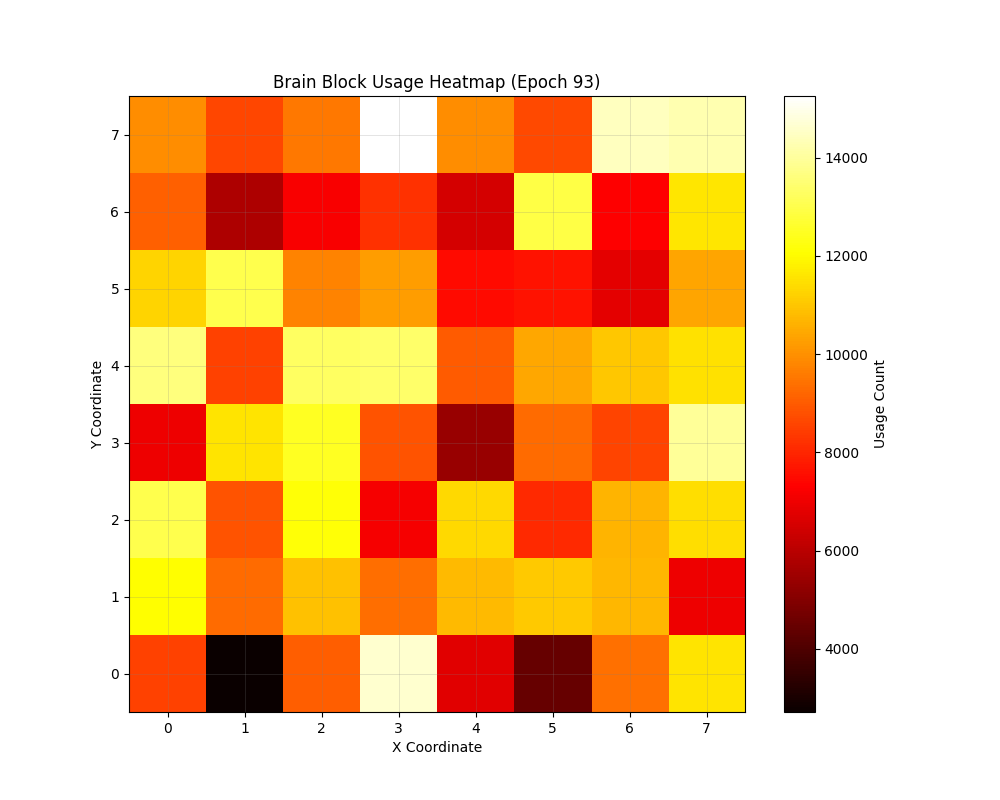 Brain Block Usage Heatmap (Epoch 93)
7
6
5
4
3
2
1
0
Y Coordinate
0 1 2 3 4 5 6 7
X Coordinate
14000
12000
10000
8000
6000
4000
Usage Count